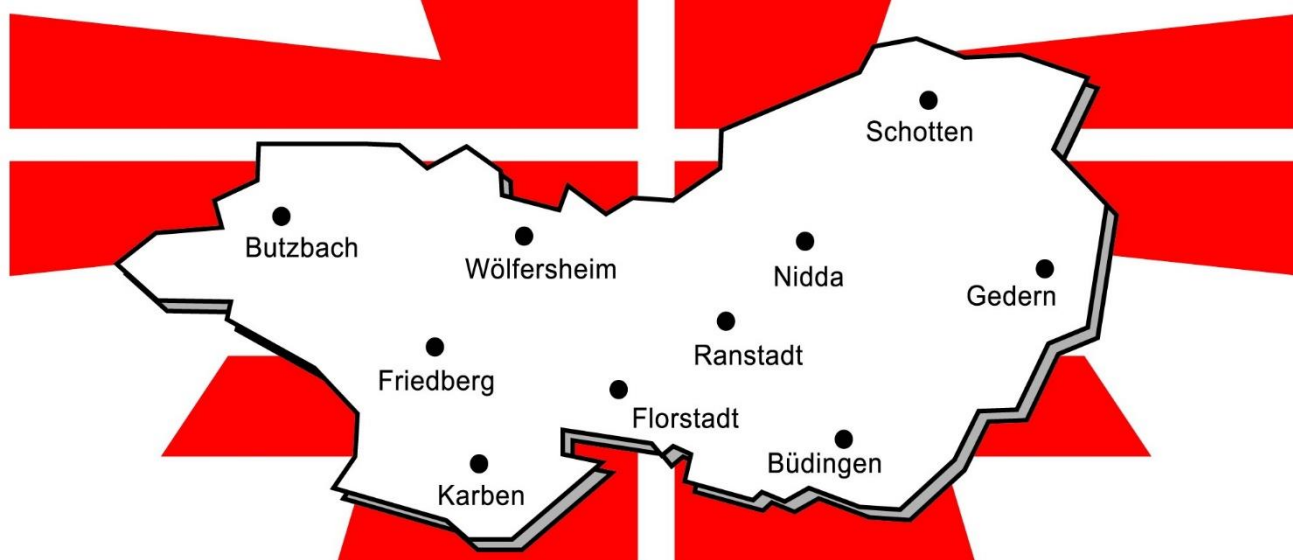 Schotten
Butzbach
Wölfersheim
Nidda
Gedern
Ranstadt
Friedberg
Florstadt
Büdingen
Karben